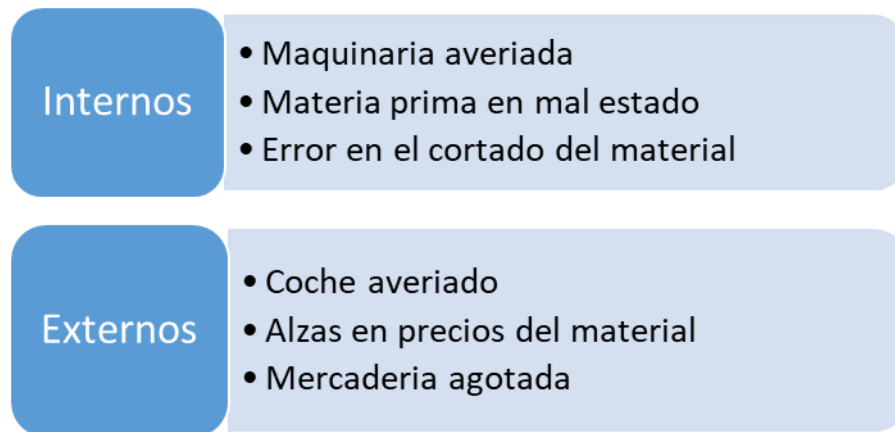 Internos
• Maquinaria averiada
• Materia prima en mal estado
• Error en el cortado del material
Externos
• Coche averiado
• Alzas en precios del material
• Mercaderia agotada